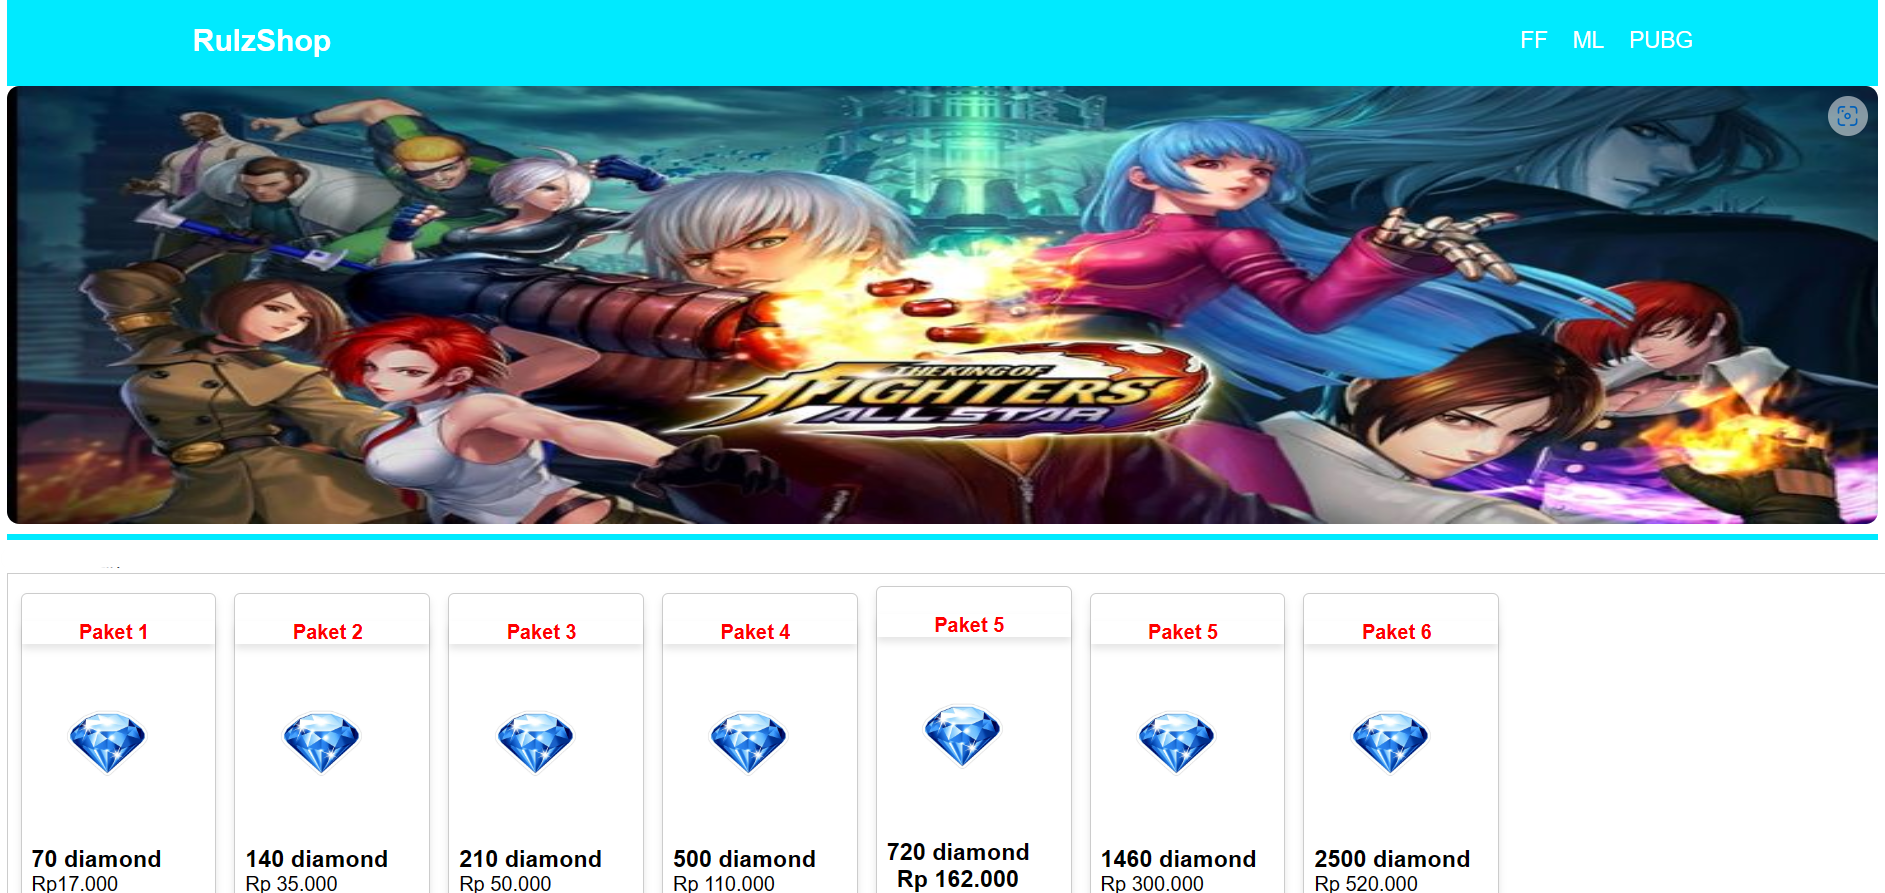 RulzShop
FF ML PUBG
THE KING OF
FIGHTERS
ALLSTAR
Paket 1
70 diamond
Rp17.000
Paket 2
140 diamond
Rp 35.000
Paket 3
210 diamond
Rp 50.000
Paket 4
500 diamond
Rp 110.000
Paket 5
720 diamond
Rp 162.000
Paket 5
1460 diamond
Rp 300.000
Paket 6
2500 diamond
Rp 520.000